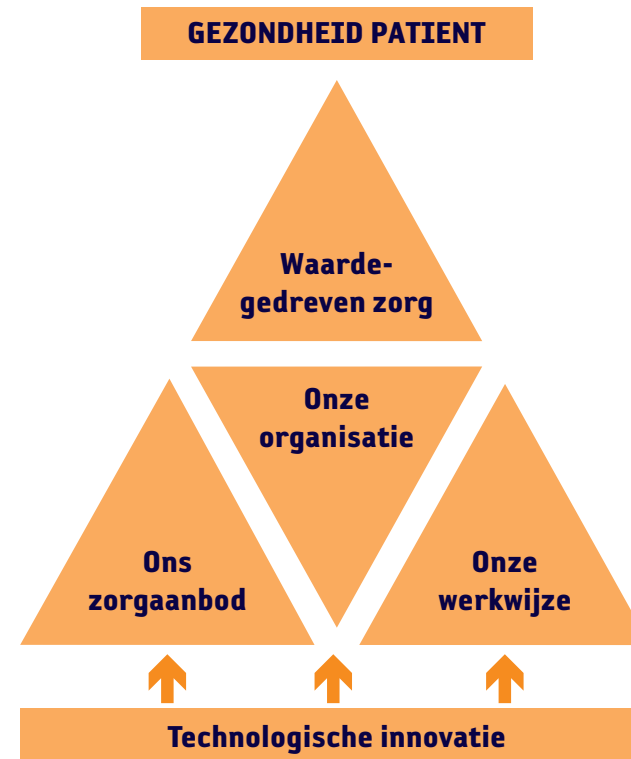 GEZONDHEID PATIENT
Waarde-
gedreven zorg
Onze
organisatie
Ons
zorgaanbod
Onze
werkwijze
Technologische innovatie